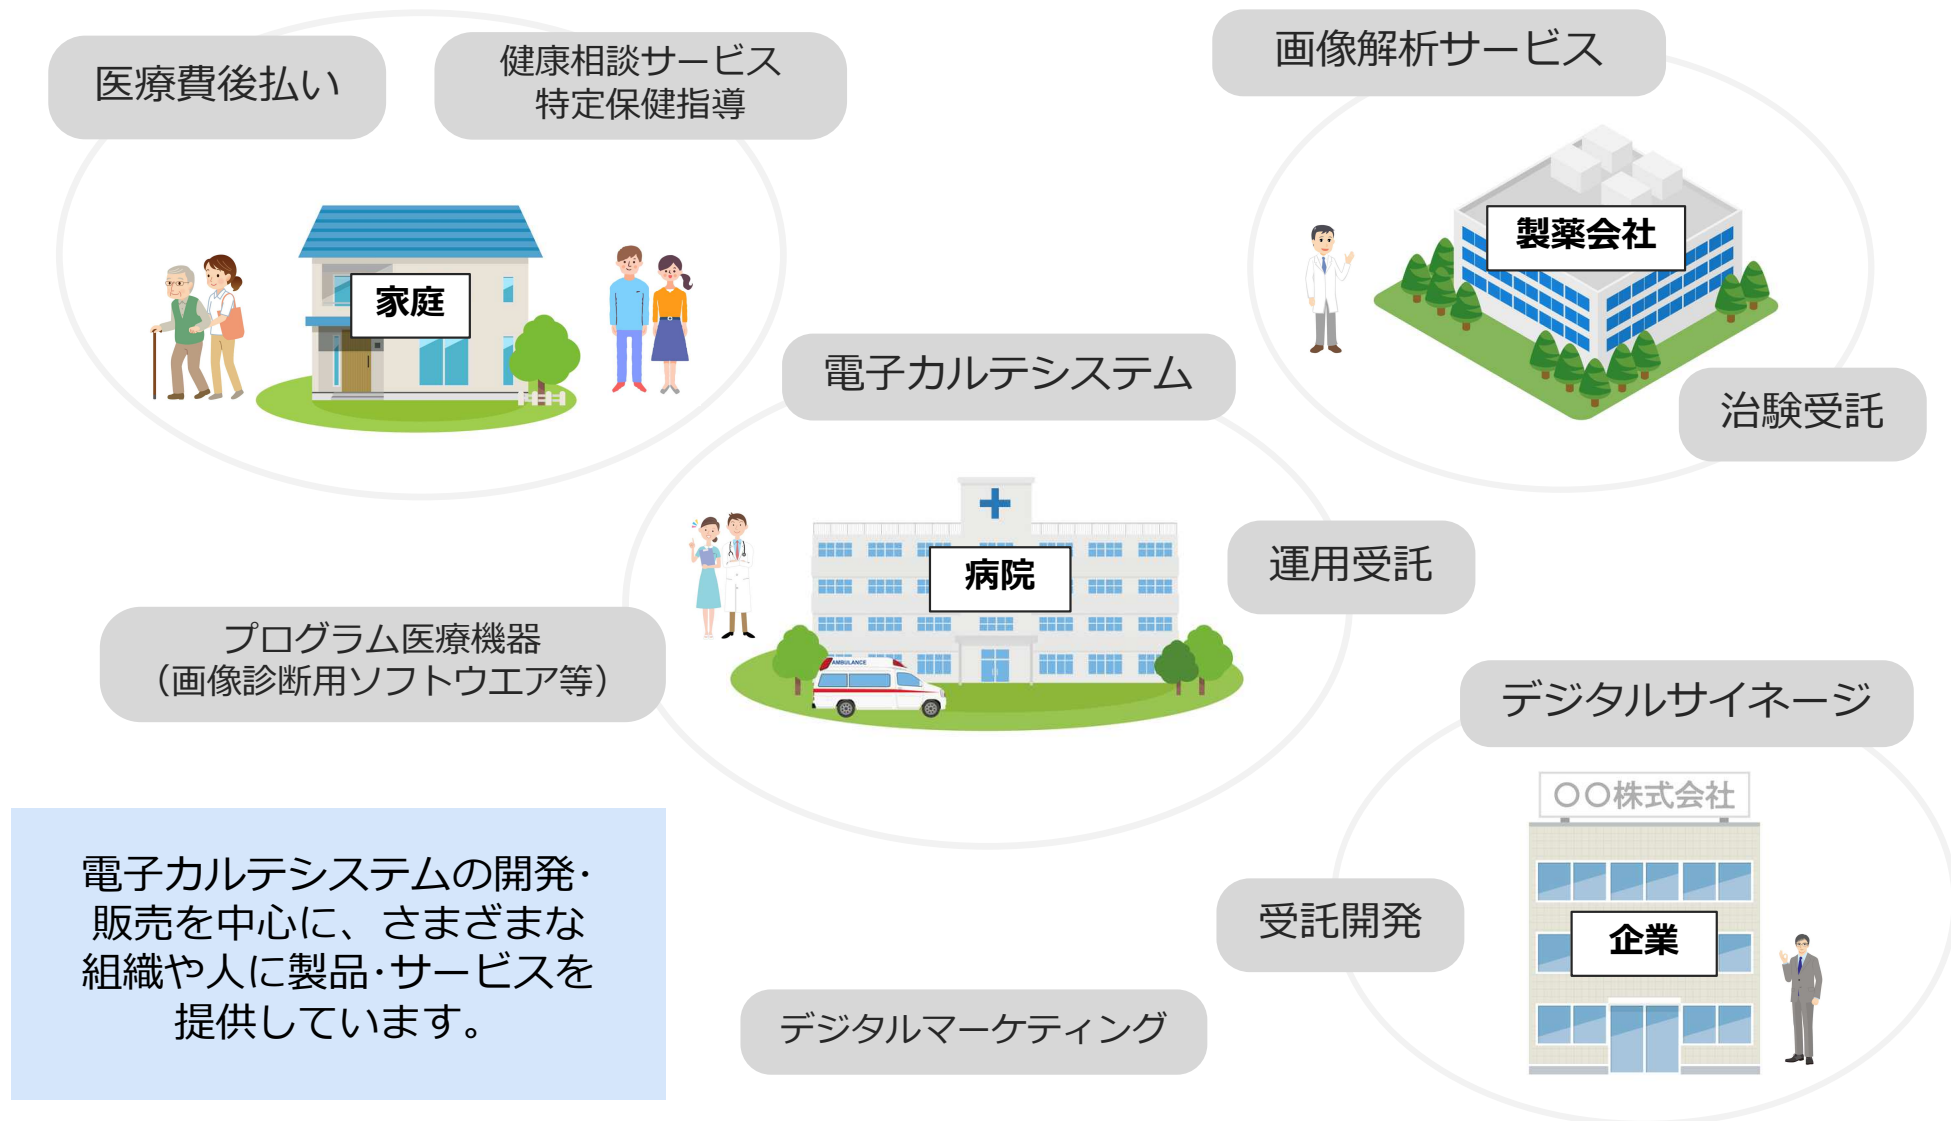 医療費後払い
健康相談サービス
特定保健指導
家庭
画像解析サービス
製薬会社
治験受託
電子カルテシステム
病院
AMBULANCE
運用受託
プログラム医療機器
（画像診断用ソフトウエア等）
デジタルサイネージ
〇〇株式会社
企業
受託開発
デジタルマーケティング
電子カルテシステムの開発･
販売を中心に、さまざまな
組織や人に製品･サービスを
提供しています。